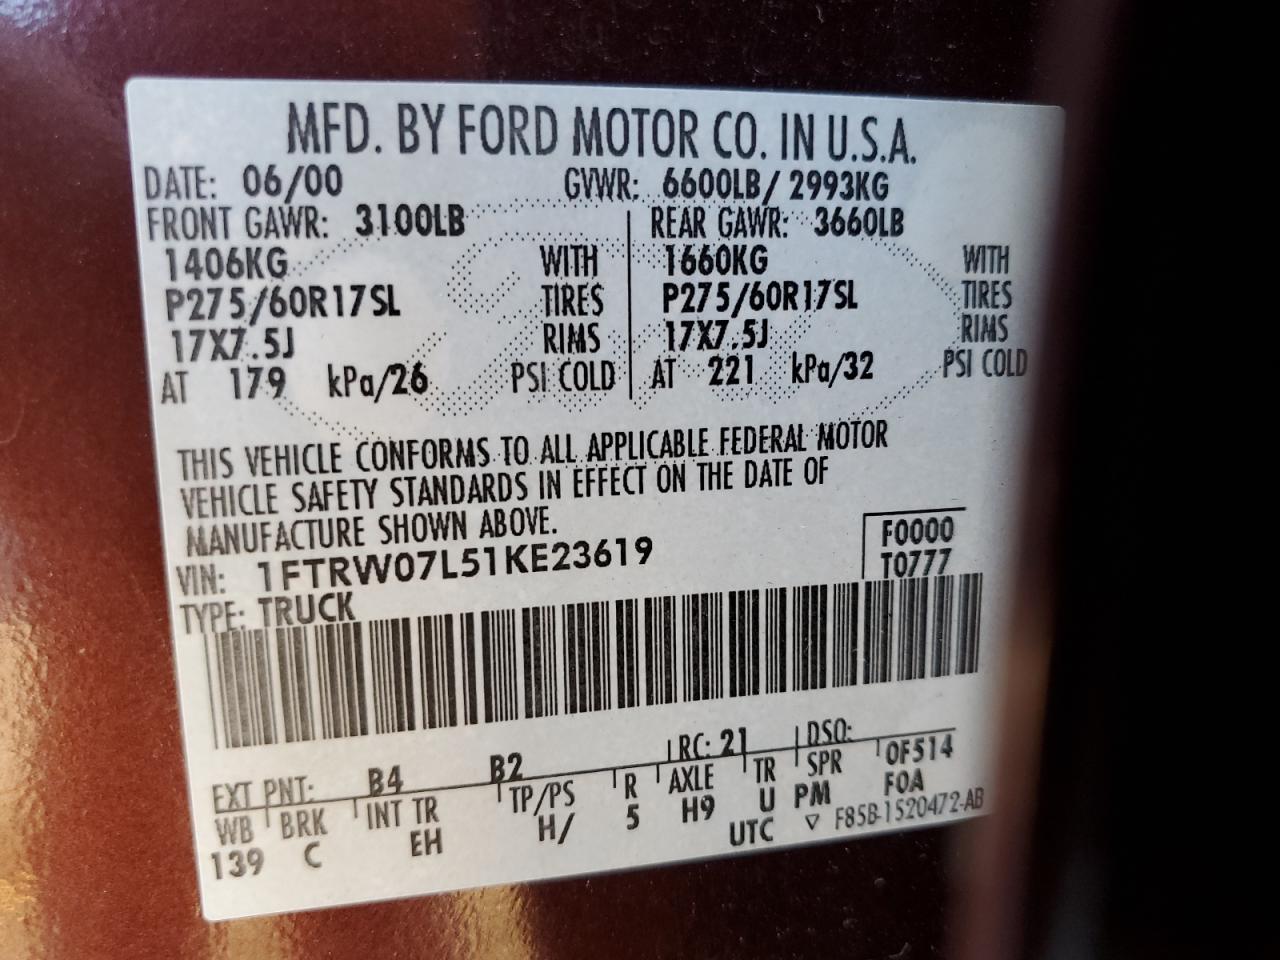 MFD. BY FORD MOTOR CO. IN U.S.A.
DATE: 06/00 GVWR: 6600LB/ 2993KG
FRONT GAWR: 3100LB REAR GAWR: 3660LB
1406KG WITH 1660KG WITH
P275/60R17SL TIRES P275/60R17SL TIRES
17X7.5J RIMS 17X7.5J RIMS
AT 179 kPa/26 PSI COLD AT 221 kPa/32 PSI COLD
THIS VEHICLE CONFORMS TO ALL APPLICABLE FEDERAL MOTOR
VEHICLE SAFETY STANDARDS IN EFFECT ON THE DATE OF
MANUFACTURE SHOWN ABOVE.
F0000
VIN: 1FTRW07L51KE23619 T0777
TYPE: TRUCK
EXT PNT: B4 B2 RC: 21 DSO:
WB BRK INT TR TP/PS R AXLE TR SPR OF514
139 C EH H/ 5 H9 U PM FOA
UTC ▽ F85B-1520472-AB